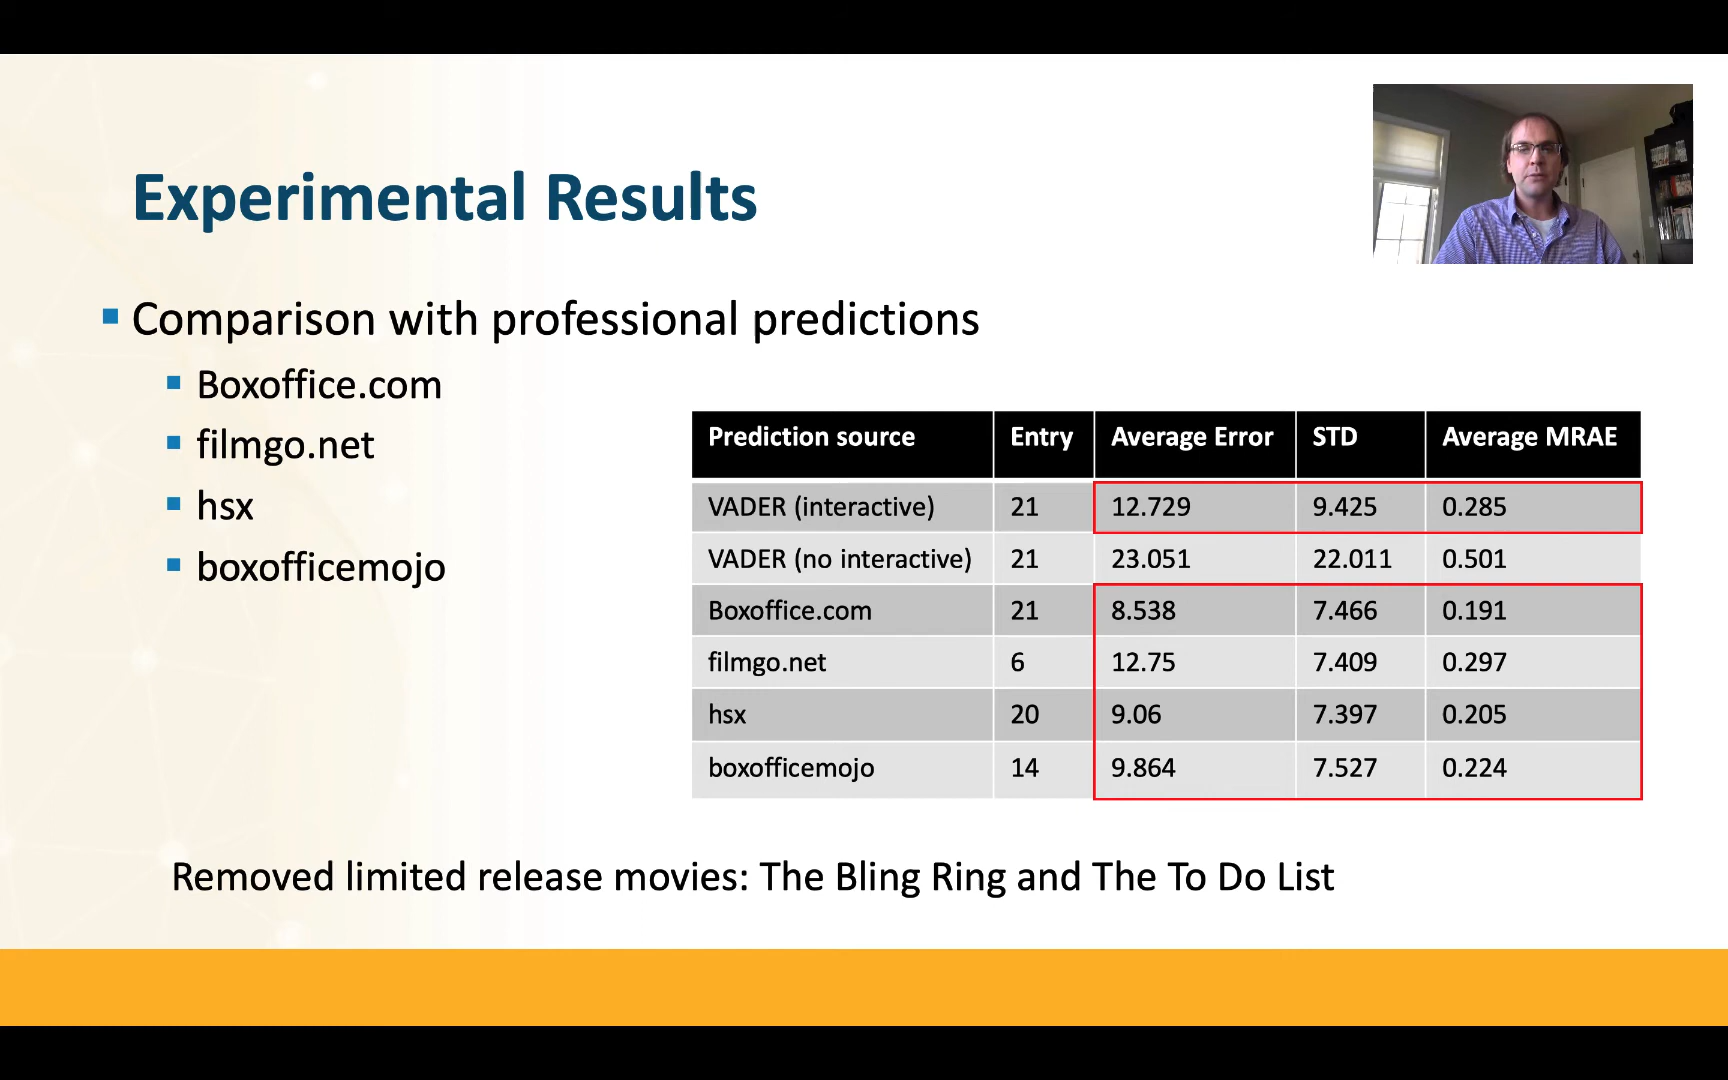 Experimental Results
Comparison with professional predictions
Boxoffice.com
filmgo.net
hsx
boxofficemojo
Prediction source Entry Average Error STD Average MRAE
VADER (interactive) 21 12.729 9.425 0.285
VADER (no interactive) 21 23.051 22.011 0.501
Boxoffice.com 21 8.538 7.466 0.191
filmgo.net 6 12.75 7.409 0.297
hsx 20 9.06 7.397 0.205
boxofficemojo 14 9.864 7.527 0.224
Removed limited release movies: The Bling Ring and The To Do List